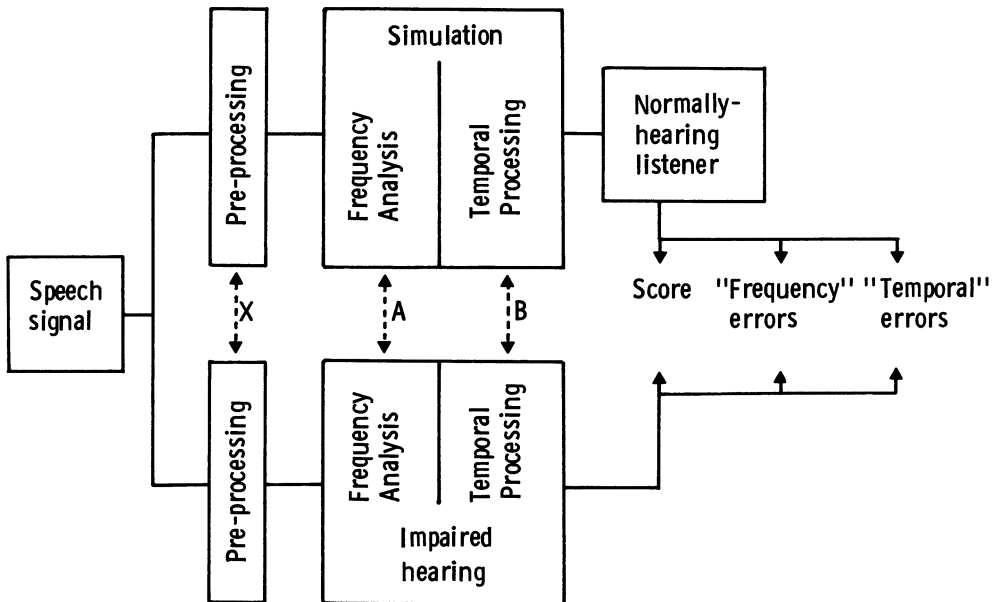 Simulation
Pre-processing
Frequency
Analysis
Temporal
Processing
Normally-
hearing
listener
Speech
signal
X
A
B
Score
"Frequency"
errors
"Temporal"
errors
Pre-processing
Frequency
Analysis
Temporal
Processing
Impaired
hearing